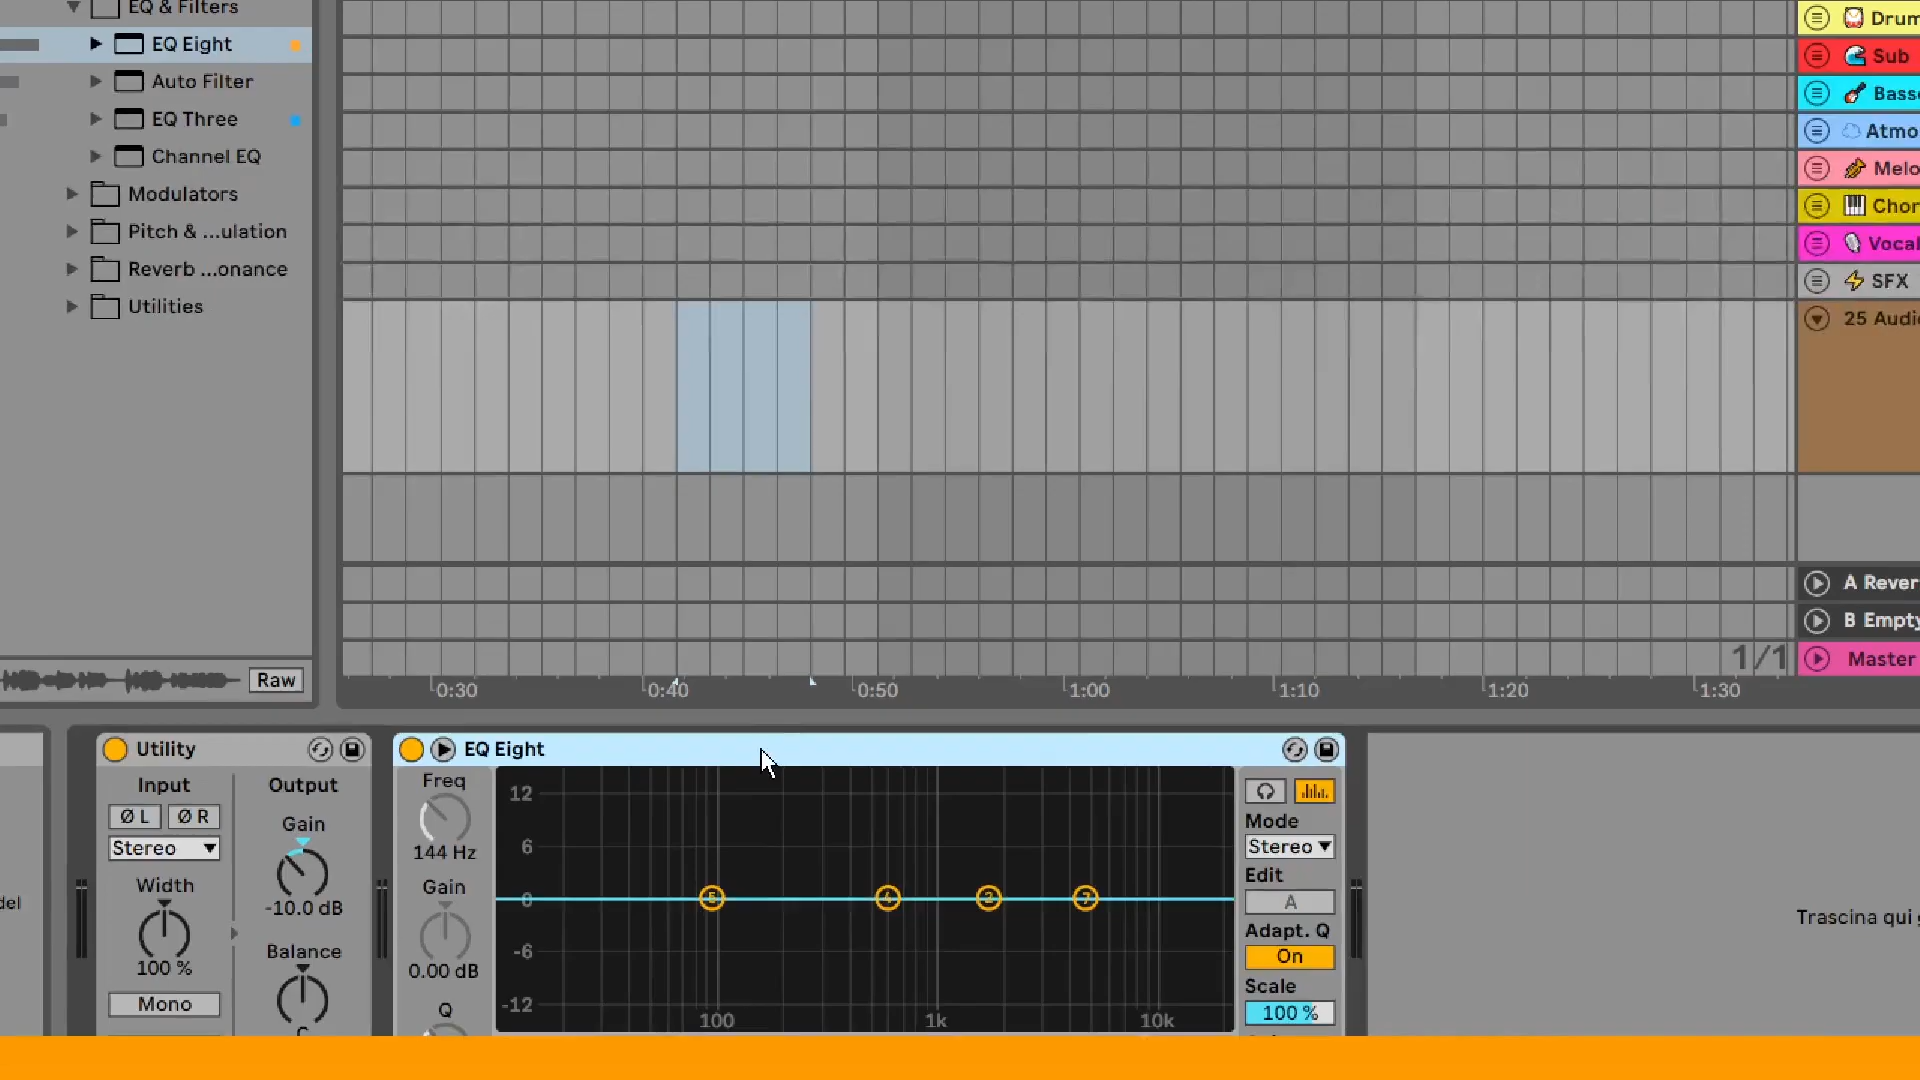 EQ & Filters
EQ Eight
Auto Filter
EQ Three
Channel EQ
Modulators
Pitch & ...ulation
Reverb ...onance
Utilities
Raw
Drum
Sub
Bass
Atmo
Melo
Chor
Vocal
SFX
25 Audi
A Rever
B Empty
1/1
Master
0:30
0:40
0:50
1:00
1:10
1:20
1:30
del
Utility
Input
Ø L
Ø R
Stereo
Width
100 %
Mono
Output
Gain
-10.0 dB
Balance
C
EQ Eight
Freq
144 Hz
Gain
0.00 dB
Q
12
6
0
-6
-12
5
4
2
7
100
1k
10k
Mode
Stereo
Edit
A
Adapt. Q
On
Scale
100 %
Trascina qui